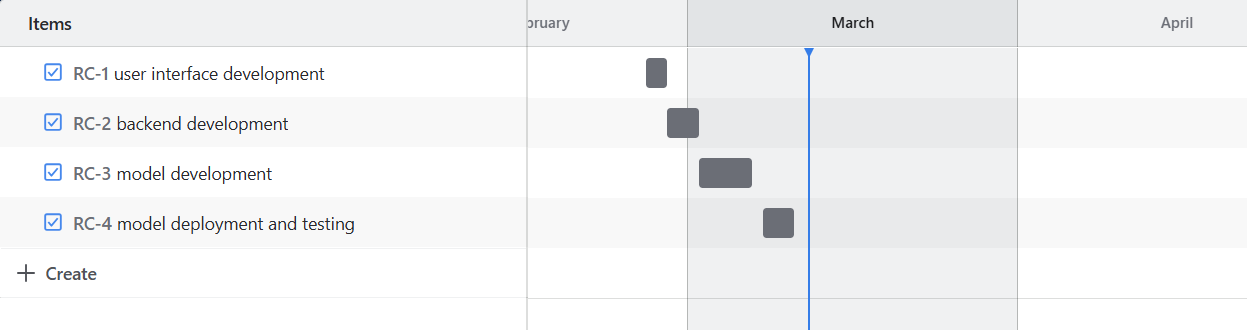 Items
bruary
March
April
RC-1 user interface development
RC-2 backend development
RC-3 model development
RC-4 model deployment and testing
Create